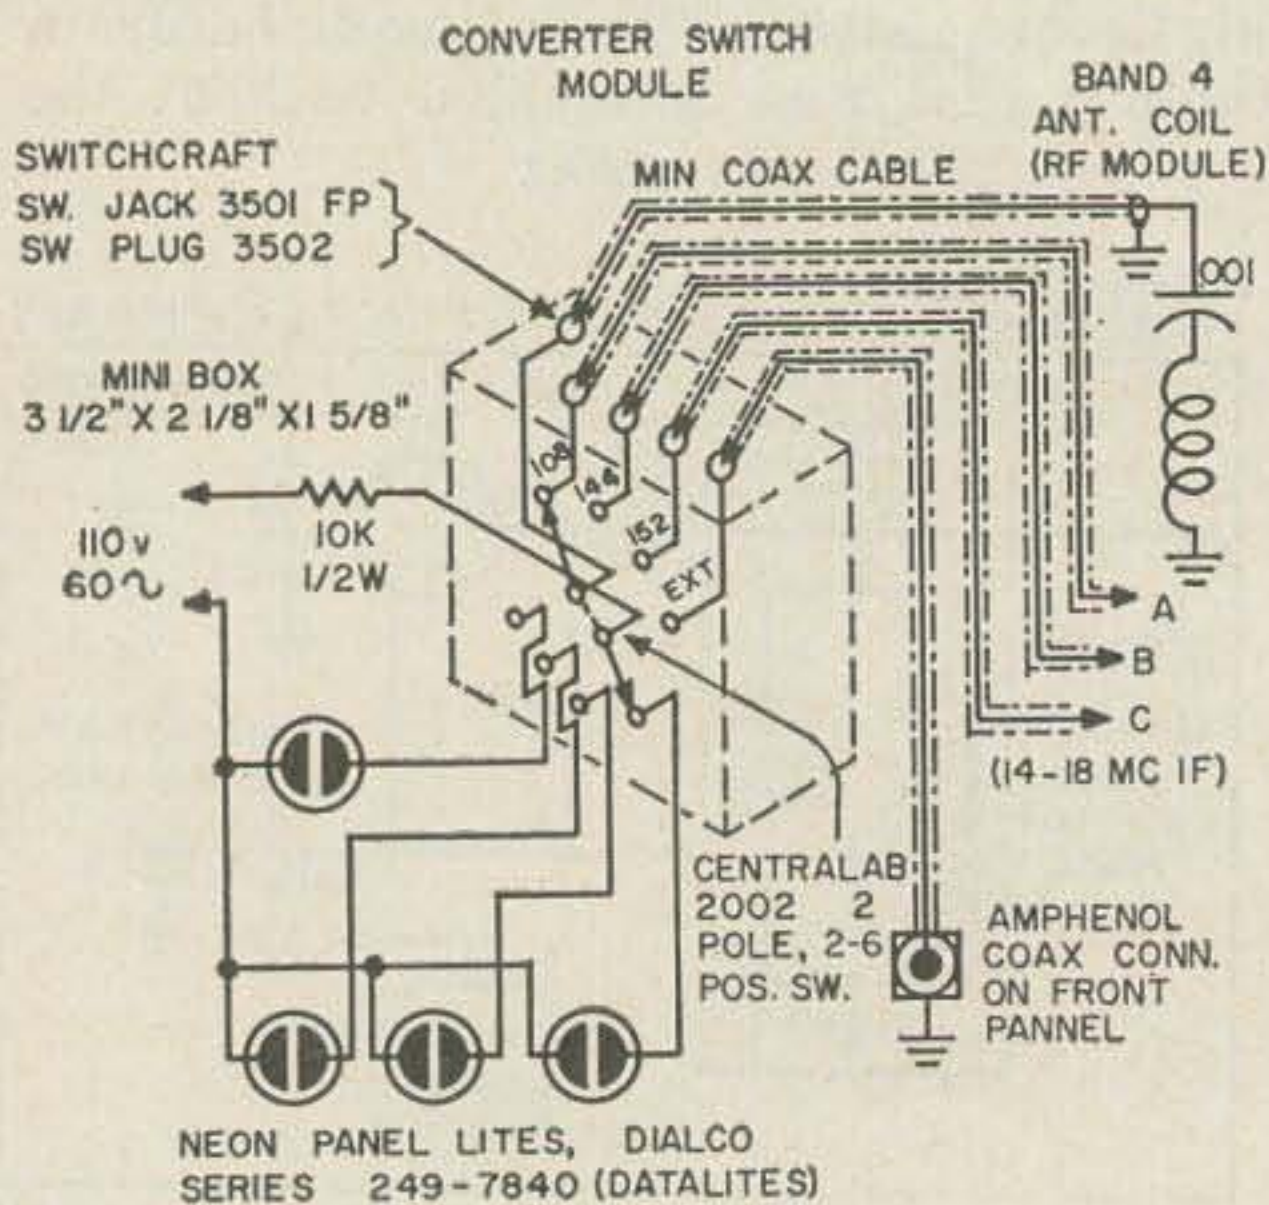 CONVERTER SWITCH
MODULE
BAND 4
ANT. COIL
(RF MODULE)
SWITCHCRAFT
SW. JACK 3501 FP
SW PLUG 3502
MIN COAX CABLE
.001
MINI BOX
3 1/2" X 2 1/8" X1 5/8"
108
144
152
EXT
110 v
60~
10K
1/2W
A
B
C
(14-18 MC IF)
CENTRALAB
2002 2
POLE, 2-6
POS. SW.
AMPHENOL
COAX CONN.
ON FRONT
PANNEL
NEON PANEL LITES, DIALCO
SERIES 249-7840 (DATALITES)